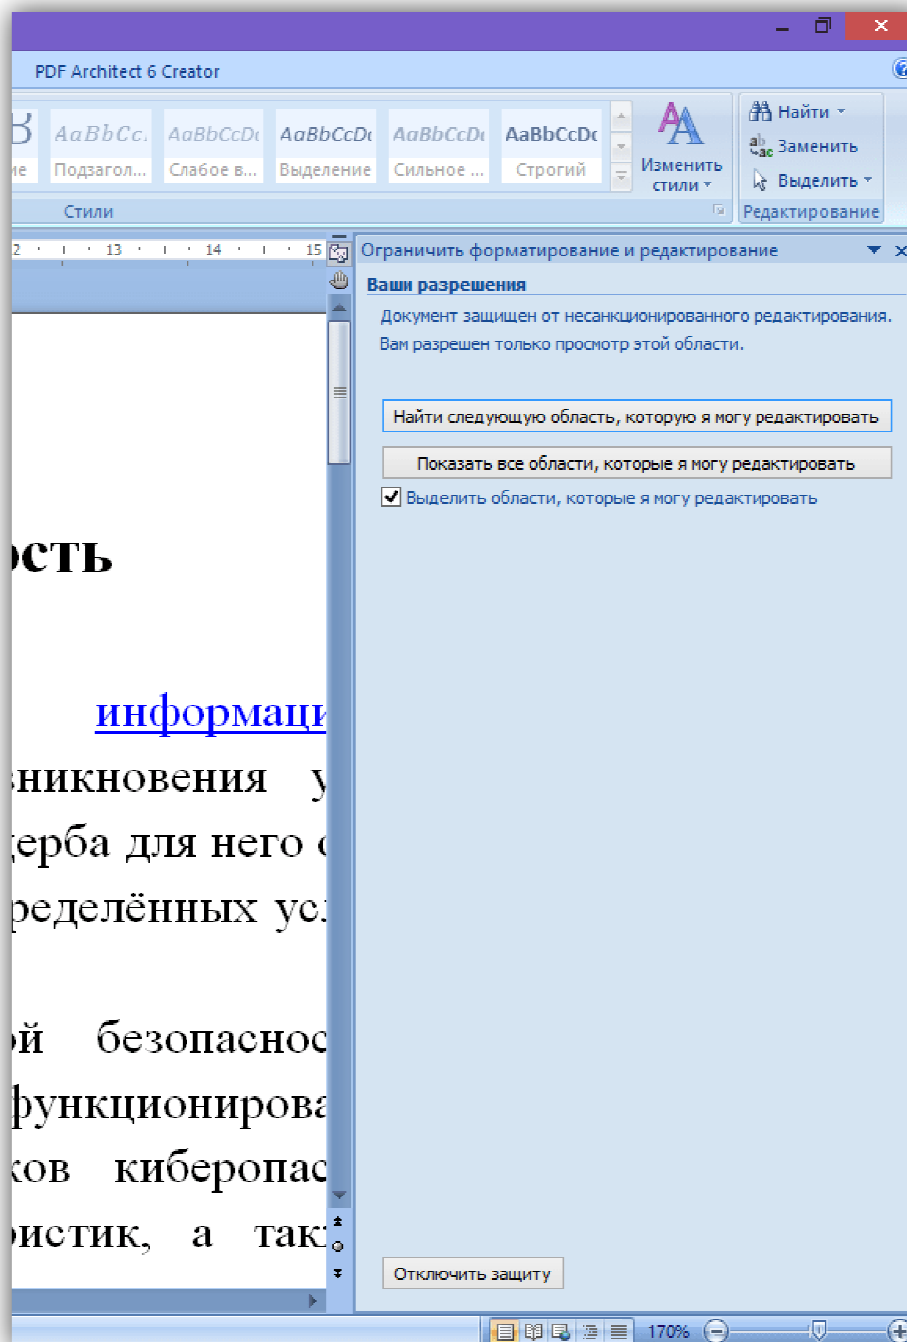 PDF Architect 6 Creator
AaBbCc. AaBbCcDc AaBbCcDc AaBbCcDc AaBbCcDc
Подзагол... Слабое в... Выделение Сильное ... Строгий
Изменить
стили
Найти
Заменить
Выделить
Стили
Редактирование
2 13 14 15
Ограничить форматирование и редактирование
Ваши разрешения
Документ защищен от несанкционированного редактирования.
Вам разрешен только просмотр этой области.
Найти следующую область, которую я могу редактировать
Показать все области, которые я могу редактировать
Выделить области, которые я могу редактировать
ость
информаци
зникновения у
ерба для него о
ределённых усл
ой безопаснос
функционирова
ков киберопас
ристик, а так
Отключить защиту
170%